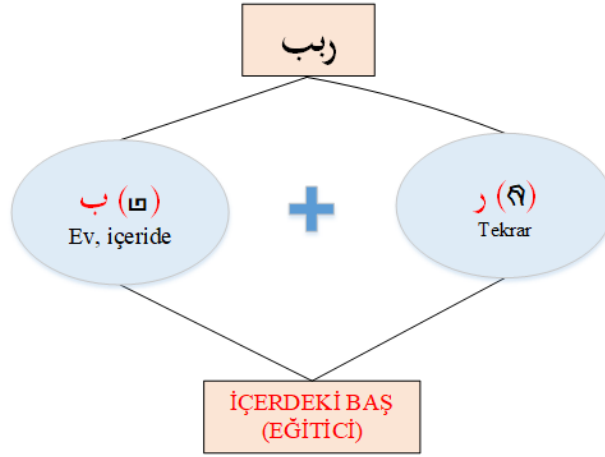 ربب
ب (𐤁)
Ev, içeride
ر (𐤓)
Tekrar
İÇERDEKİ BAŞ
(EĞİTİCİ)